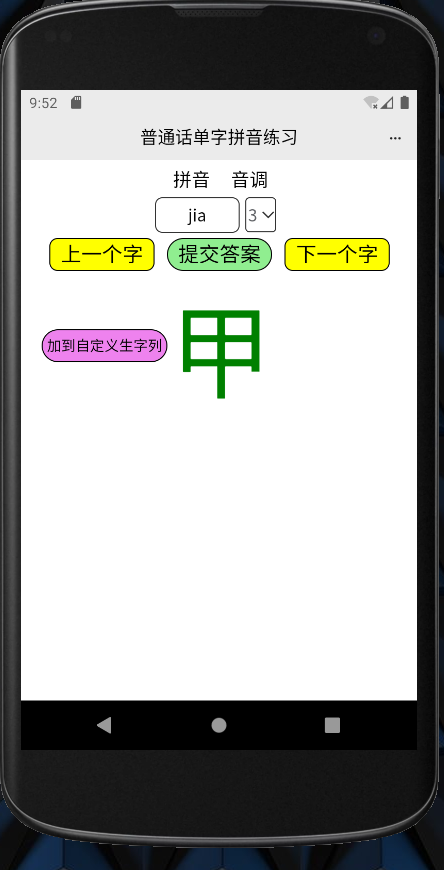 9:52
普通话单字拼音练习 ...
拼音 音调
jia 3
上一个字 提交答案 下一个字
加到自定义生字列
甲